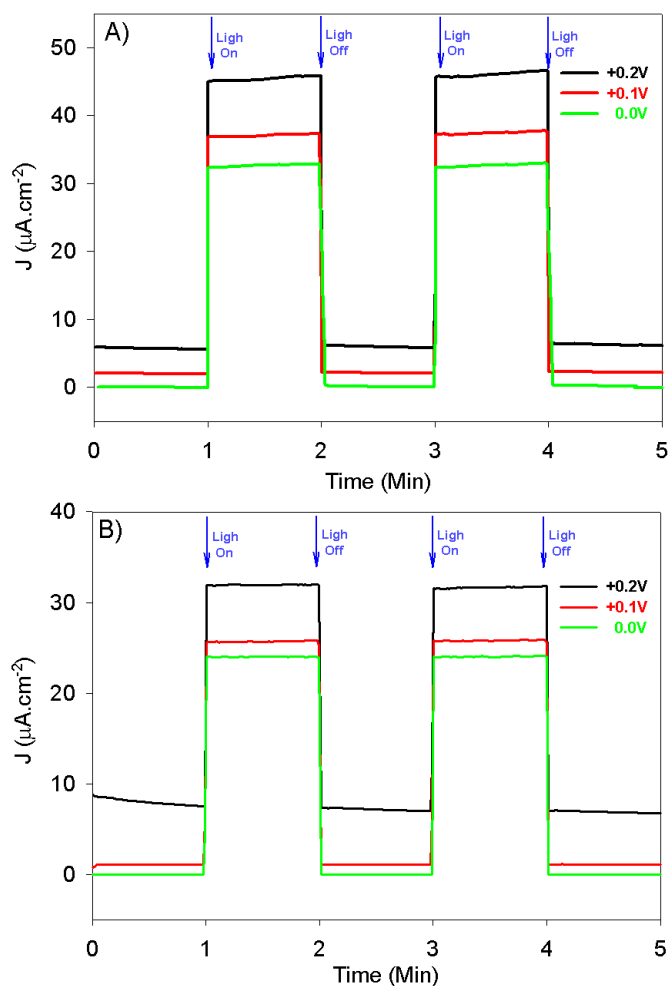 A)
Ligh
On
Ligh
Off
Ligh
On
Ligh
Off
+0.2V
+0.1V
0.0V
50
40
30
20
10
0
J (μA.cm⁻²)
0
1
2
3
4
5
Time (Min)
B)
Ligh
On
Ligh
Off
Ligh
On
Ligh
Off
+0.2V
+0.1V
0.0V
40
30
20
10
0
J (μA.cm⁻²)
0
1
2
3
4
5
Time (Min)